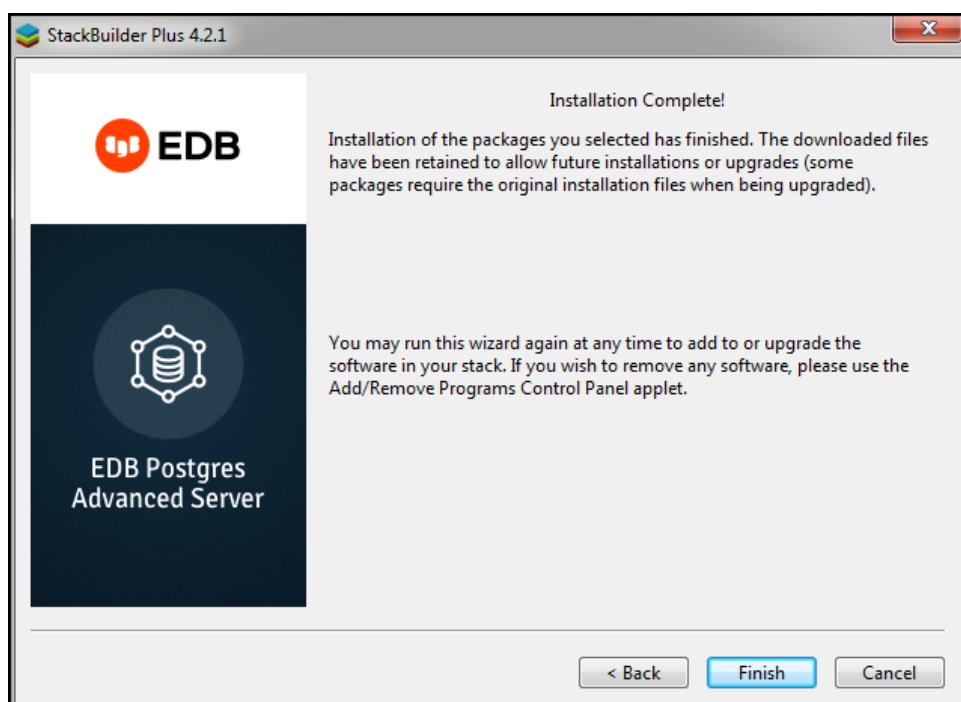 StackBuilder Plus 4.2.1
EDB
EDB Postgres
Advanced Server
Installation Complete!
Installation of the packages you selected has finished. The downloaded files
have been retained to allow future installations or upgrades (some
packages require the original installation files when being upgraded).
You may run this wizard again at any time to add to or upgrade the
software in your stack. If you wish to remove any software, please use the
Add/Remove Programs Control Panel applet.
< Back
Finish
Cancel